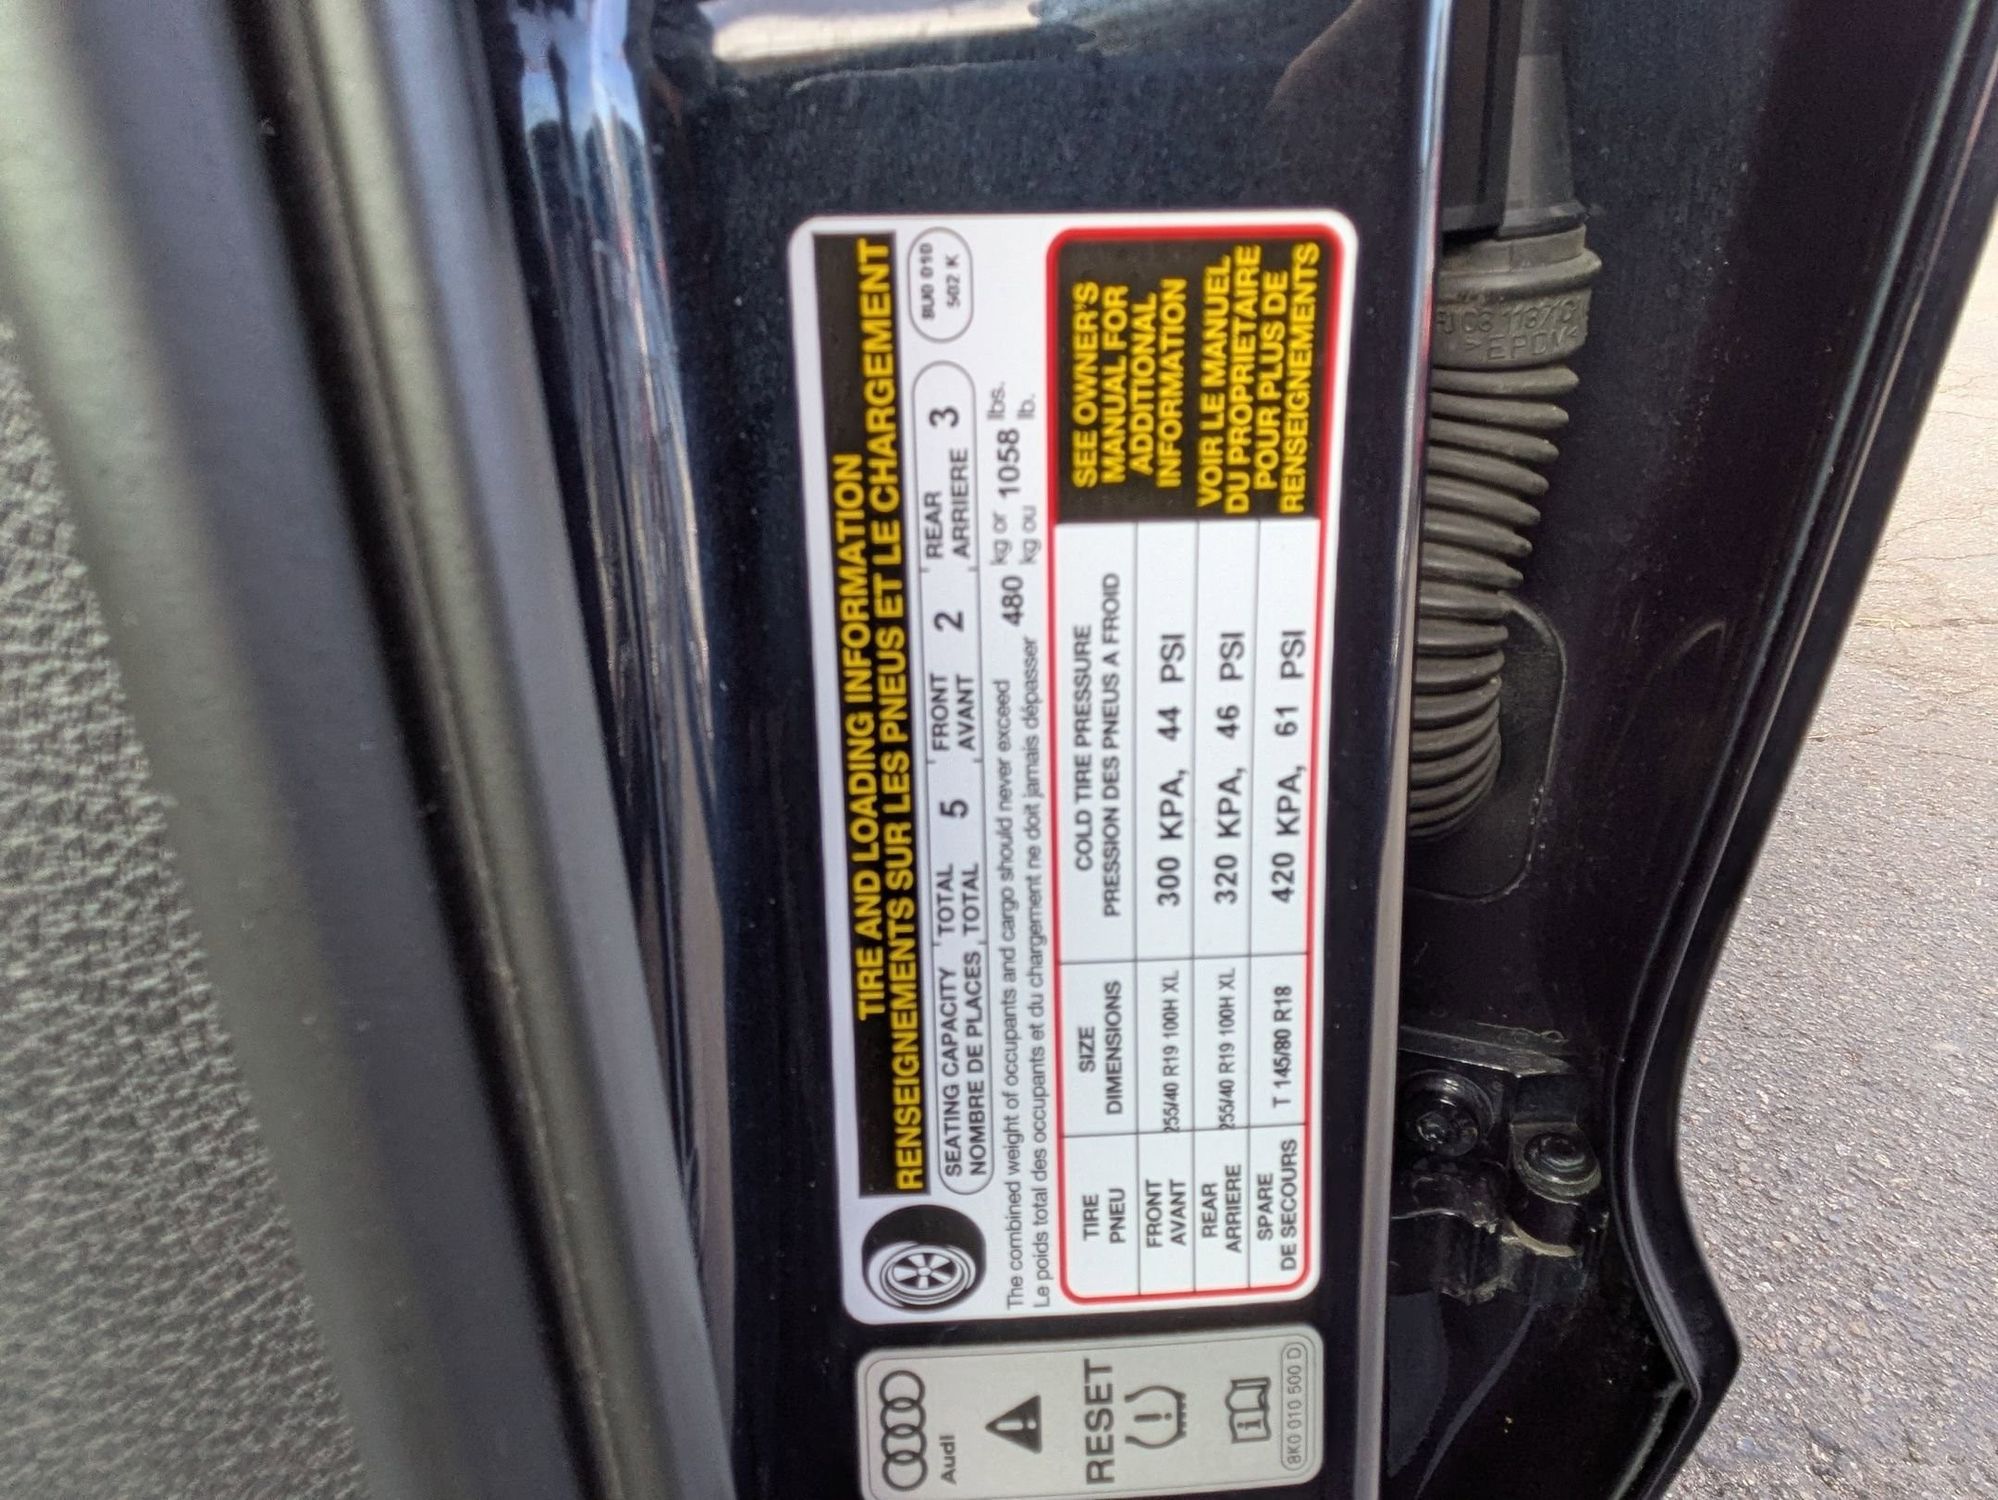 TIRE AND LOADING INFORMATION
RENSEIGNEMENTS SUR LES PNEUS ET LE CHARGEMENT
SEATING CAPACITY TOTAL 5 FRONT 2 REAR 3
NOMBRE DE PLACES TOTAL AVANT ARRIERE
8U0 010
502 K
The combined weight of occupants and cargo should never exceed 480 kg or 1058 lbs.
Le poids total des occupants et du chargement ne doit jamais dépasser kg ou lb.
TIRE SIZE COLD TIRE PRESSURE
PNEU DIMENSIONS PRESSION DES PNEUS A FROID
FRONT 255/40 R19 100H XL 300 KPA, 44 PSI
AVANT
REAR 255/40 R19 100H XL 320 KPA, 46 PSI
ARRIERE
SPARE T 145/80 R18 420 KPA, 61 PSI
DE SECOURS
SEE OWNER'S
MANUAL FOR
ADDITIONAL
INFORMATION
VOIR LE MANUEL
DU PROPRIETAIRE
POUR PLUS DE
RENSEIGNEMENTS
Audi
RESET
8K0 010 500 D
EPDM